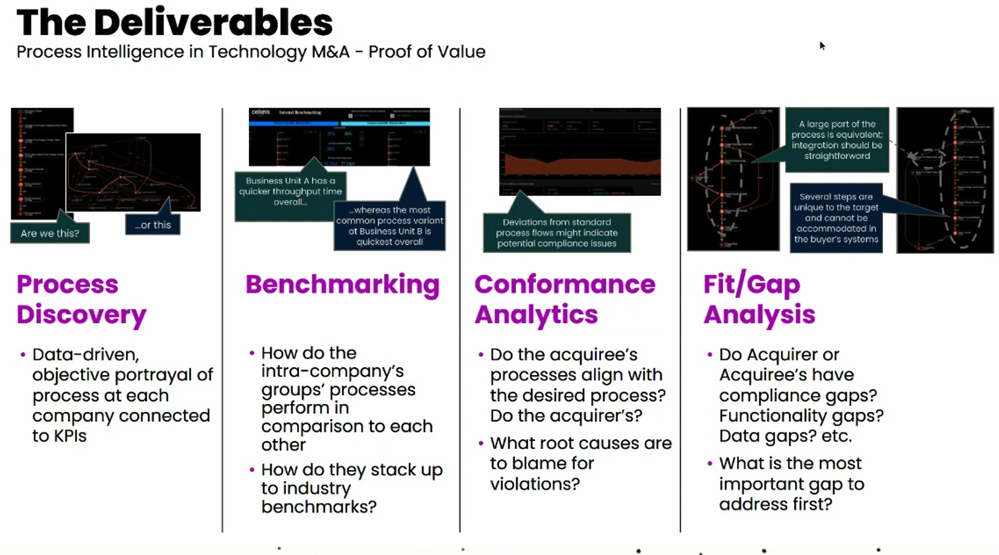 The Deliverables
Process Intelligence in Technology M&A - Proof of Value
Are we this?
...or this
Process
Discovery
• Data-driven,
objective portrayal of
process at each
company connected
to KPIs
celonis
Internal Benchmarking
Business Unit A has a
quicker throughput time
overall...
...whereas the most
common process variant
at Business Unit B is
quickest overall
Benchmarking
• How do the
intra-company's
groups' processes
perform in
comparison to each
other
• How do they stack up
to industry
benchmarks?
Deviations from standard
process flows might indicate
potential compliance issues
Conformance
Analytics
• Do the acquiree's
processes align with
the desired process?
Do the acquirer's?
• What root causes are
to blame for
violations?
A large part of the
process is equivalent;
integration should be
straightforward
Several steps are
unique to the target
and cannot be
accommodated in
the buyer's systems
Fit/Gap
Analysis
• Do Acquirer or
Acquiree's have
compliance gaps?
Functionality gaps?
Data gaps? etc.
• What is the most
important gap to
address first?